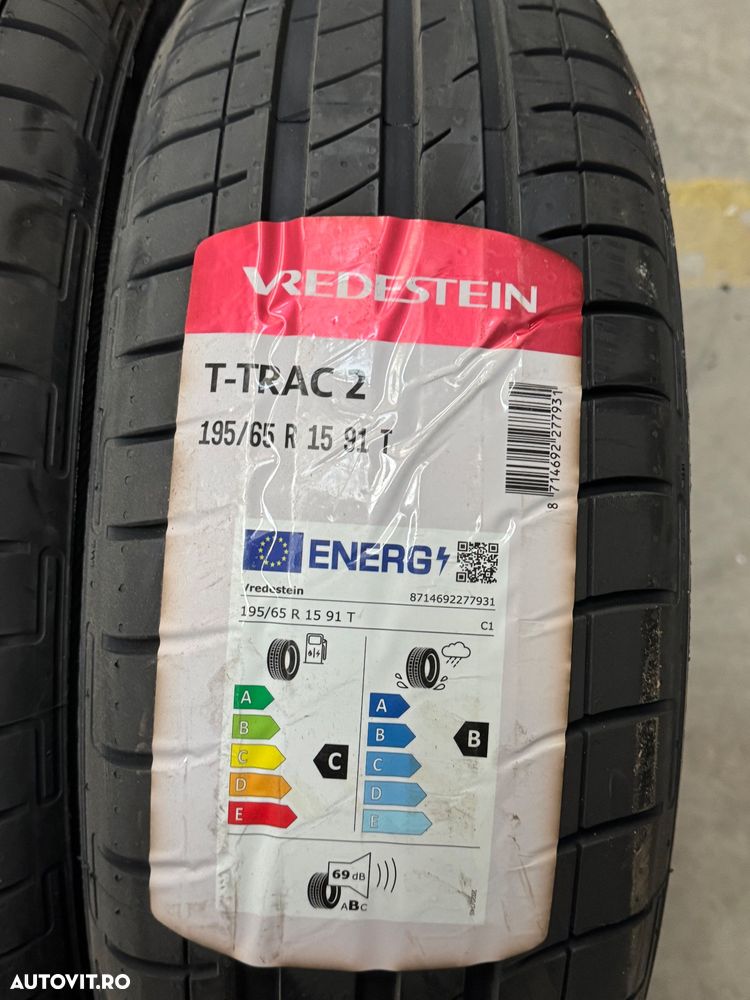 VREDESTEIN
T-TRAC 2
195/65 R 15 91 T
8 714692 277931
ENERG
Vredestein
8714692277931
195/65 R 15 91 T
C1
A
B
C
D
E
C
A
B
C
D
E
B
69 dB
ABC
AUTOVIT.RO